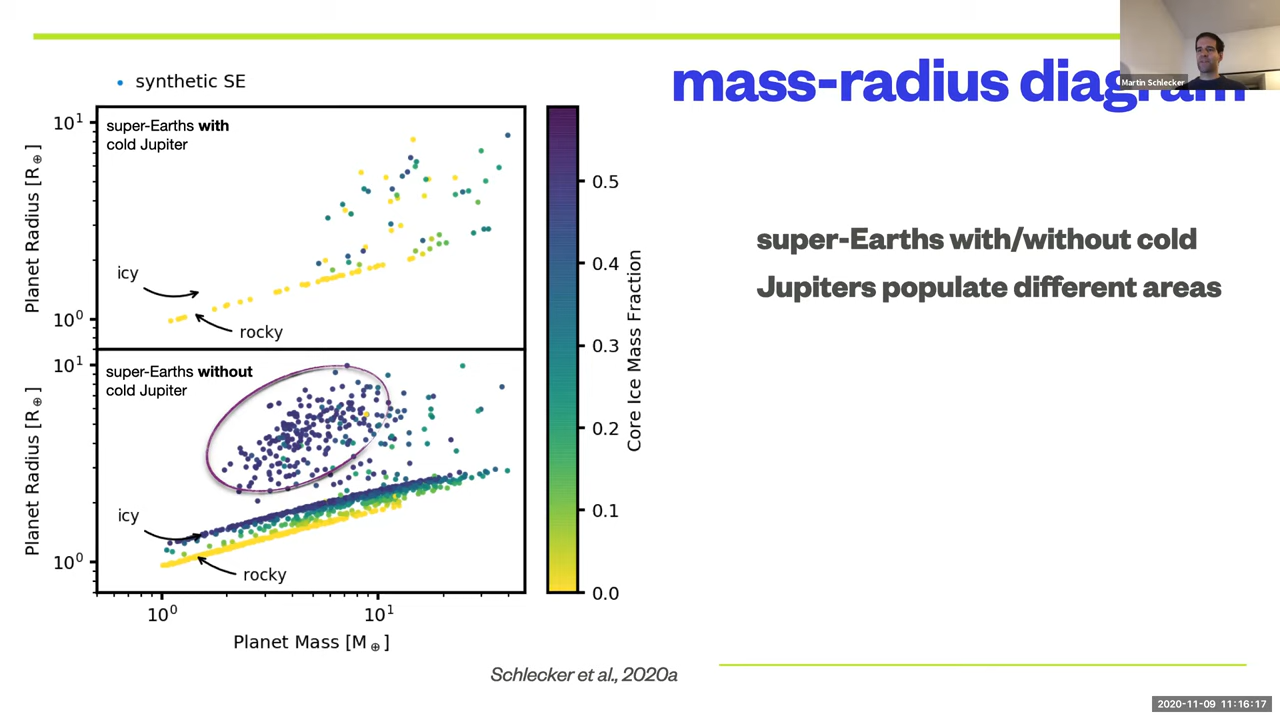 synthetic SE
mass-radius diagram
Martin Schlecker
super-Earths with
cold Jupiter
10¹
10⁰
Planet Radius [R⊕]
icy
rocky
super-Earths without
cold Jupiter
10¹
10⁰
Planet Radius [R⊕]
icy
rocky
10⁰
10¹
Planet Mass [M⊕]
0.5
0.4
0.3
0.2
0.1
0.0
Core Ice Mass Fraction
super-Earths with/without cold
Jupiters populate different areas
Schlecker et al., 2020a
2020-11-09 11:16:17